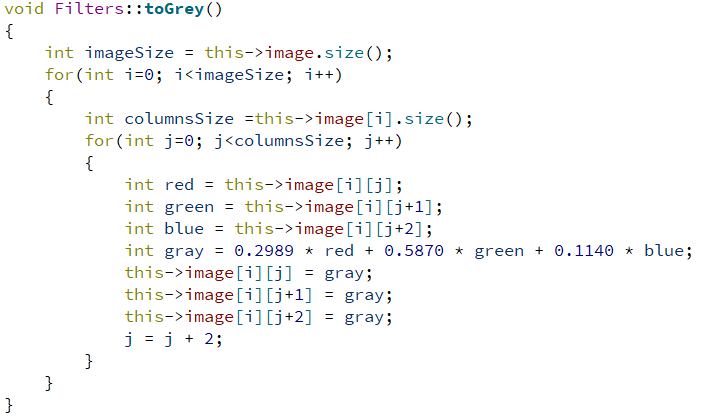 void Filters::toGrey()
{
    int imageSize = this->image.size();
    for(int i=0; i<imageSize; i++)
    {
        int columnsSize =this->image[i].size();
        for(int j=0; j<columnsSize; j++)
        {
            int red = this->image[i][j];
            int green = this->image[i][j+1];
            int blue = this->image[i][j+2];
            int gray = 0.2989 * red + 0.5870 * green + 0.1140 * blue;
            this->image[i][j] = gray;
            this->image[i][j+1] = gray;
            this->image[i][j+2] = gray;
            j = j + 2;
        }
    }
}